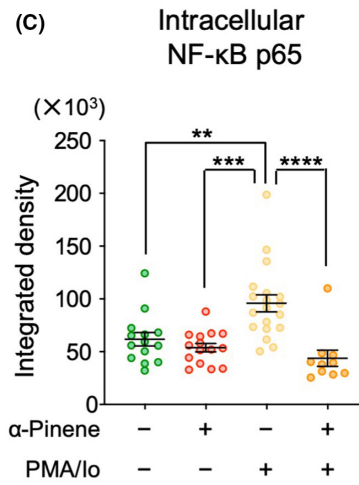 (C)
Intracellular
NF-κB p65
(×10³)
Integrated density
250
200
150
100
50
0
**
*** ****
α-Pinene − + − +
PMA/Io − − + +